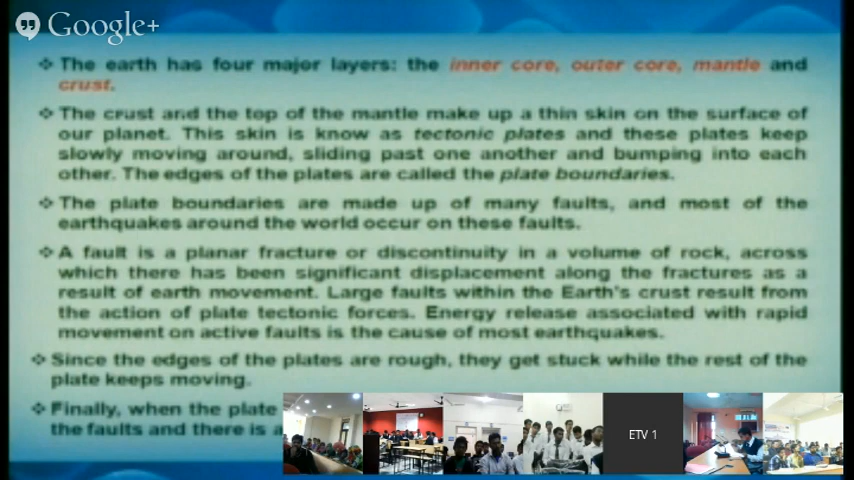 Google+
❖ The earth has four major layers: the inner core, outer core, mantle and
crust.
❖ The crust and the top of the mantle make up a thin skin on the surface of
our planet. This skin is know as tectonic plates and these plates keep
slowly moving around, sliding past one another and bumping into each
other. The edges of the plates are called the plate boundaries.
❖ The plate boundaries are made up of many faults, and most of the
earthquakes around the world occur on these faults.
❖ A fault is a planar fracture or discontinuity in a volume of rock, across
which there has been significant displacement along the fractures as a
result of earth movement. Large faults within the Earth's crust result from
the action of plate tectonic forces. Energy release associated with rapid
movement on active faults is the cause of most earthquakes.
❖ Since the edges of the plates are rough, they get stuck while the rest of the
plate keeps moving.
❖ Finally, when the plate
the faults and there is a
ETV 1